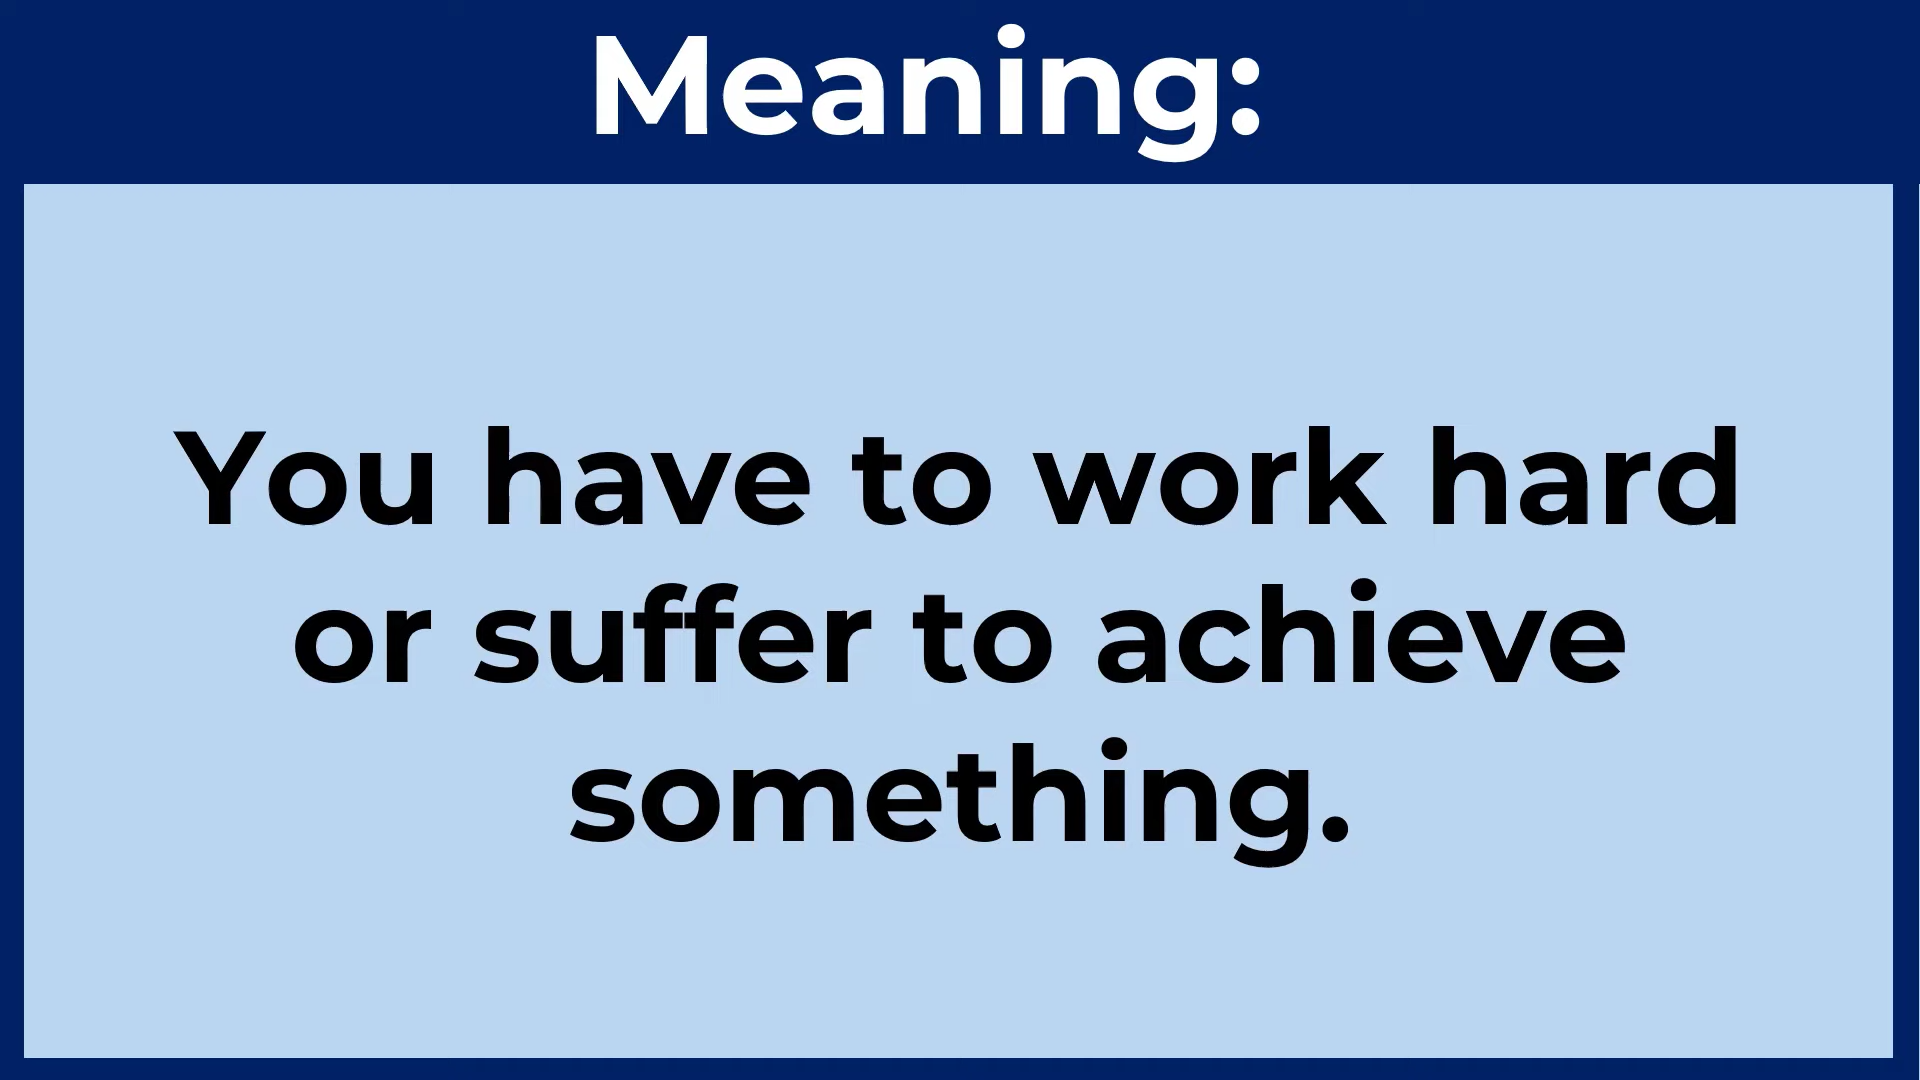 Meaning:
You have to work hard
or suffer to achieve
something.